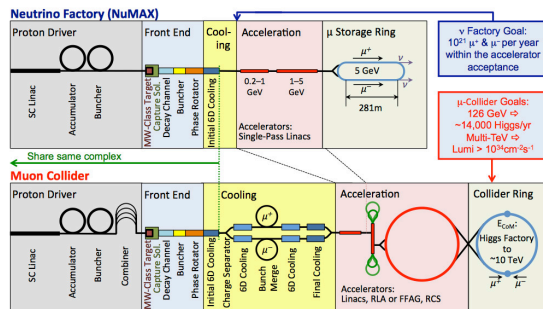 Neutrino Factory (NuMAX)
Proton Driver
Front End
Cool-
ing
Acceleration
μ Storage Ring
SC Linac
Accumulator
Buncher
MW-Class Target
Capture Sol.
Decay Channel
Buncher
Phase Rotator
Initial 6D Cooling
0.2–1
GeV
1–5
GeV
Accelerators:
Single-Pass Linacs
μ+
ν
5 GeV
μ−
ν
281m
ν Factory Goal:
10²¹ μ+ & μ− per year
within the accelerator
acceptance
μ-Collider Goals:
126 GeV ⇨
~14,000 Higgs/yr
Multi-TeV ⇨
Lumi > 10³⁴cm⁻²s⁻¹
Share same complex
Muon Collider
Proton Driver
Front End
Cooling
Acceleration
Collider Ring
SC Linac
Accumulator
Buncher
Combiner
MW-Class Target
Capture Sol.
Decay Channel
Buncher
Phase Rotator
Initial 6D Cooling
Charge Separator
6D Cooling
μ+
μ−
Bunch
Merge
6D Cooling
Final Cooling
Accelerators:
Linacs, RLA or FFAG, RCS
ECoM:
Higgs Factory
to
~10 TeV
μ+
μ−